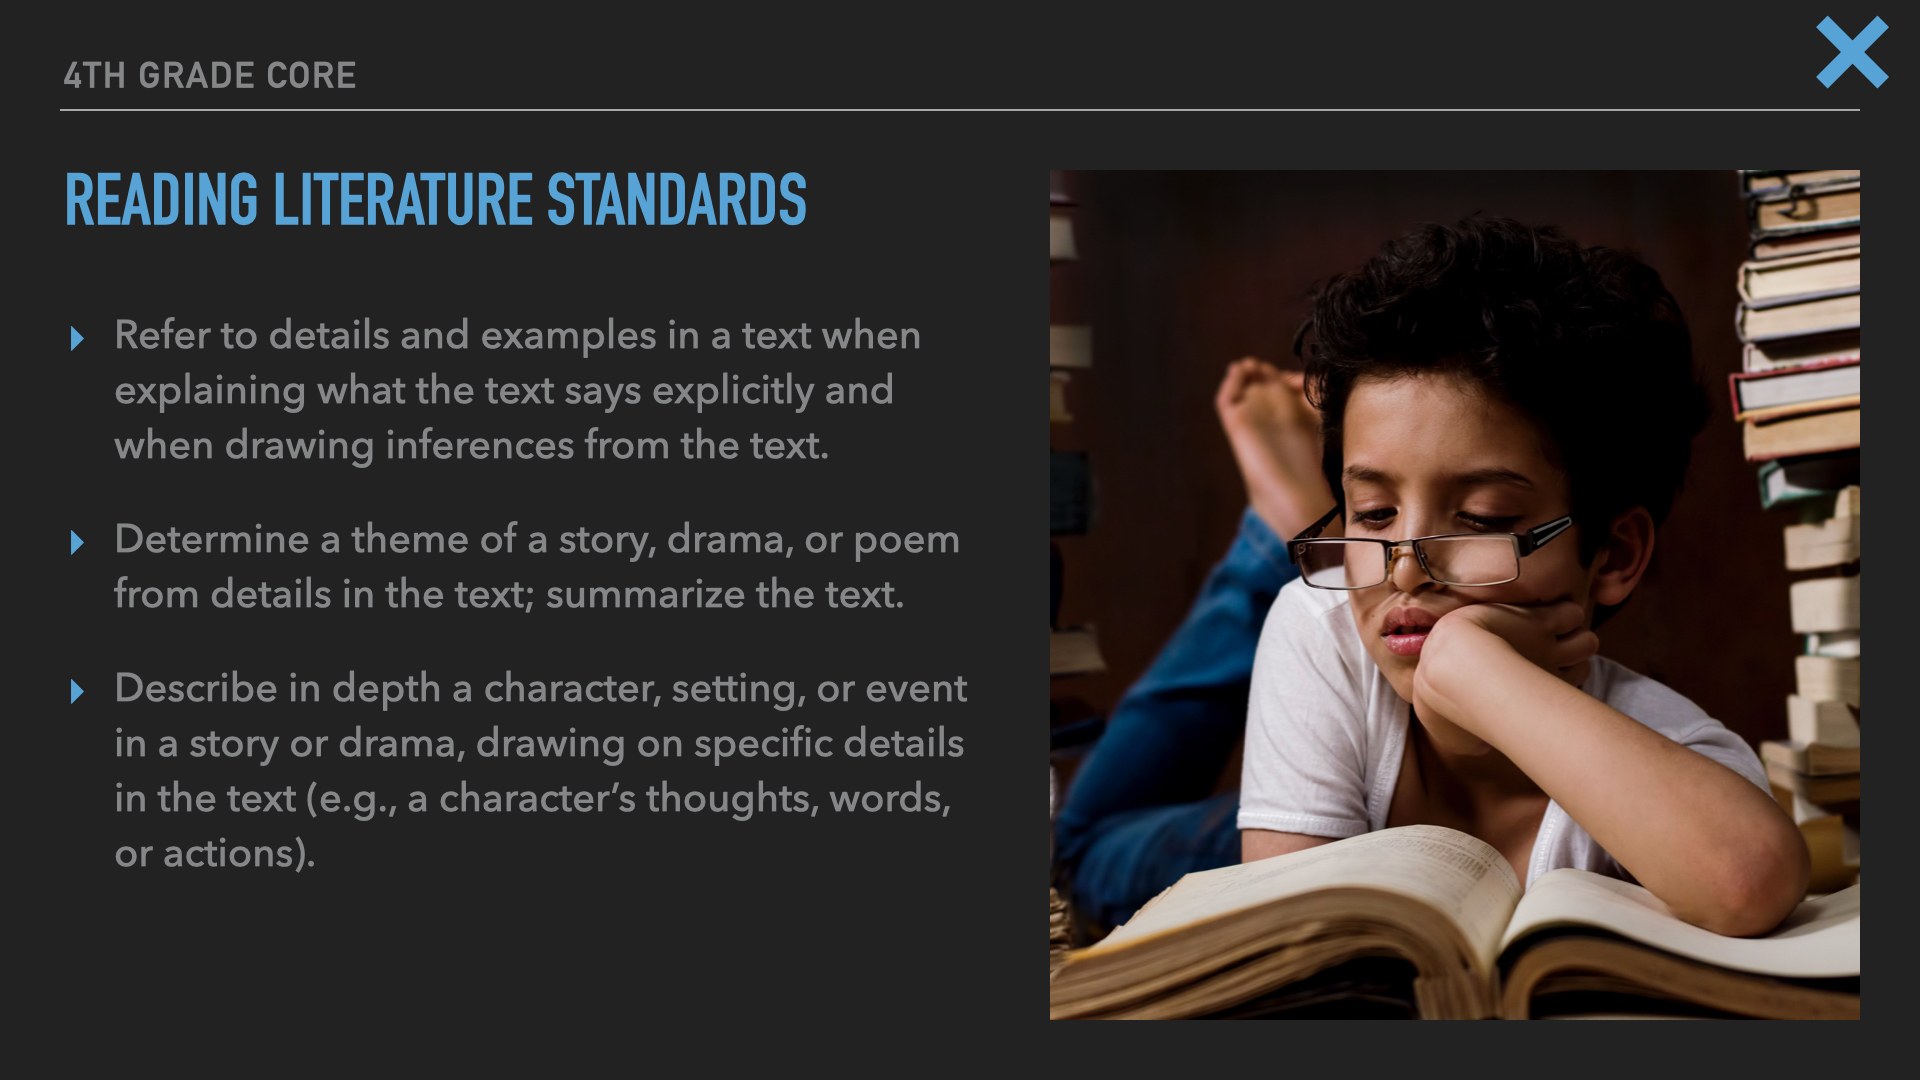 4TH GRADE CORE
READING LITERATURE STANDARDS
Refer to details and examples in a text when
explaining what the text says explicitly and
when drawing inferences from the text.
Determine a theme of a story, drama, or poem
from details in the text; summarize the text.
Describe in depth a character, setting, or event
in a story or drama, drawing on specific details
in the text (e.g., a character’s thoughts, words,
or actions).